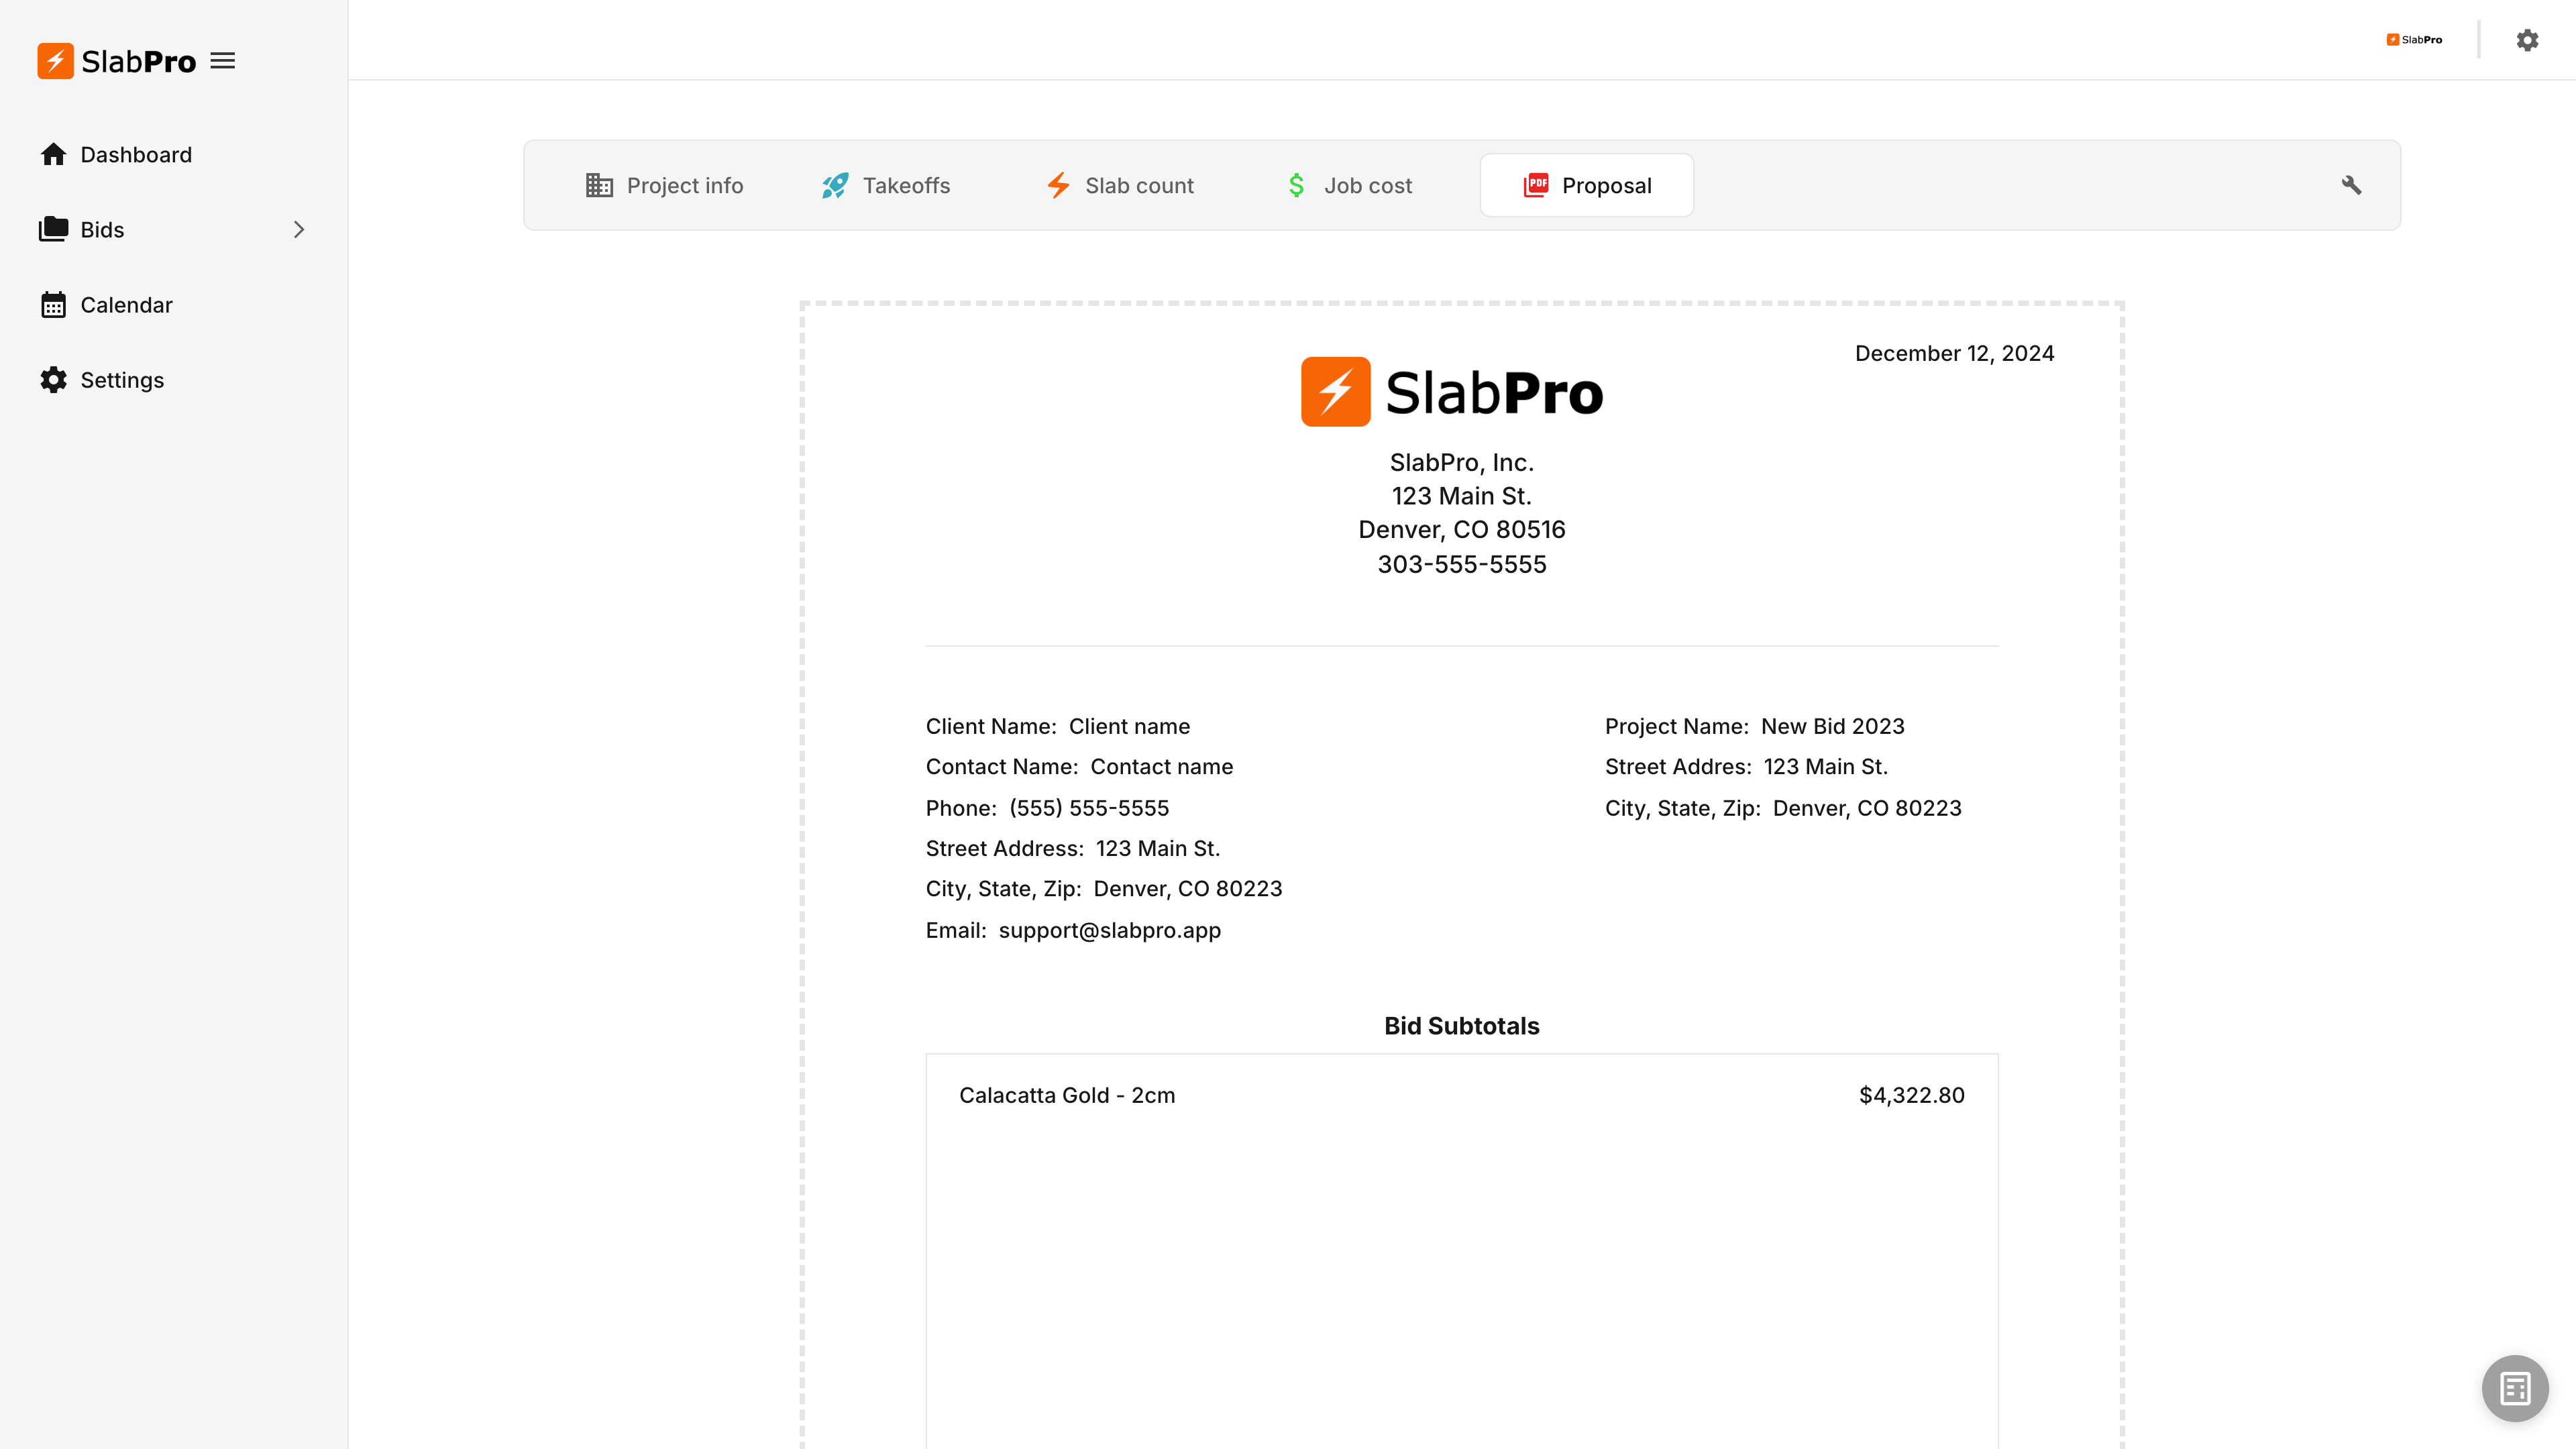 SlabPro
SlabPro
Dashboard
Bids
Calendar
Settings
Project info
Takeoffs
Slab count
Job cost
PDF
Proposal
December 12, 2024
SlabPro
SlabPro, Inc.
123 Main St.
Denver, CO 80516
303-555-5555
Client Name: Client name
Contact Name: Contact name
Phone: (555) 555-5555
Street Address: 123 Main St.
City, State, Zip: Denver, CO 80223
Email: support@slabpro.app
Project Name: New Bid 2023
Street Addres: 123 Main St.
City, State, Zip: Denver, CO 80223
Bid Subtotals
Calacatta Gold - 2cm $4,322.80